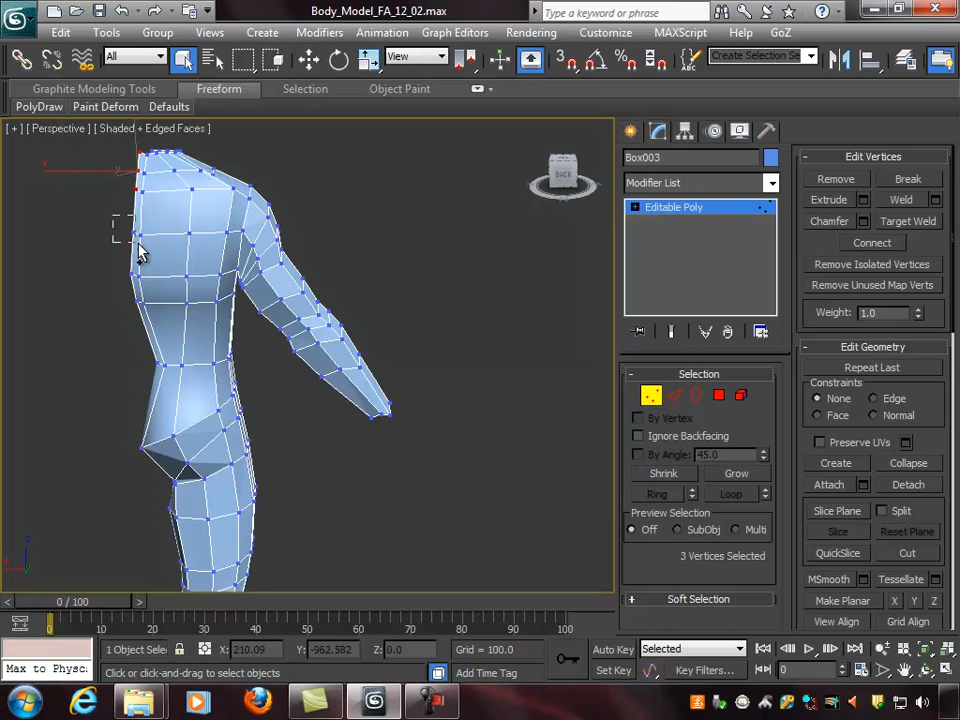 Body_Model_FA_12_02.max
Type a keyword or phrase
Edit Tools Group Views Create Modifiers Animation Graph Editors Rendering Customize MAXScript Help GoZ
All View 3 Create Selection Se
Graphite Modeling Tools Freeform Selection Object Paint
PolyDraw Paint Deform Defaults
[ + ] [ Perspective ] [ Shaded + Edged Faces ]
BACK
Box003
Modifier List
Editable Poly
Selection
By Vertex
Ignore Backfacing
By Angle: 45.0
Shrink Grow
Ring Loop
Preview Selection
Off SubObj Multi
3 Vertices Selected
Soft Selection
Edit Vertices
Remove Break
Extrude Weld
Chamfer Target Weld
Connect
Remove Isolated Vertices
Remove Unused Map Verts
Weight: 1.0
Edit Geometry
Repeat Last
Constraints
None Edge
Face Normal
Preserve UVs
Create Collapse
Attach Detach
Slice Plane Split
Slice Reset Plane
QuickSlice Cut
MSmooth Tessellate
Make Planar X Y Z
View Align Grid Align
< 0 / 100 >
0 10 20 30 40 50 60 70 80 90 100
1 Object Selec X: 210.09 Y: -962.582 Z: 0.0 Grid = 100.0 Auto Key Selected
Max to Physc Click or click-and-drag to select objects Add Time Tag Set Key Key Filters... 0